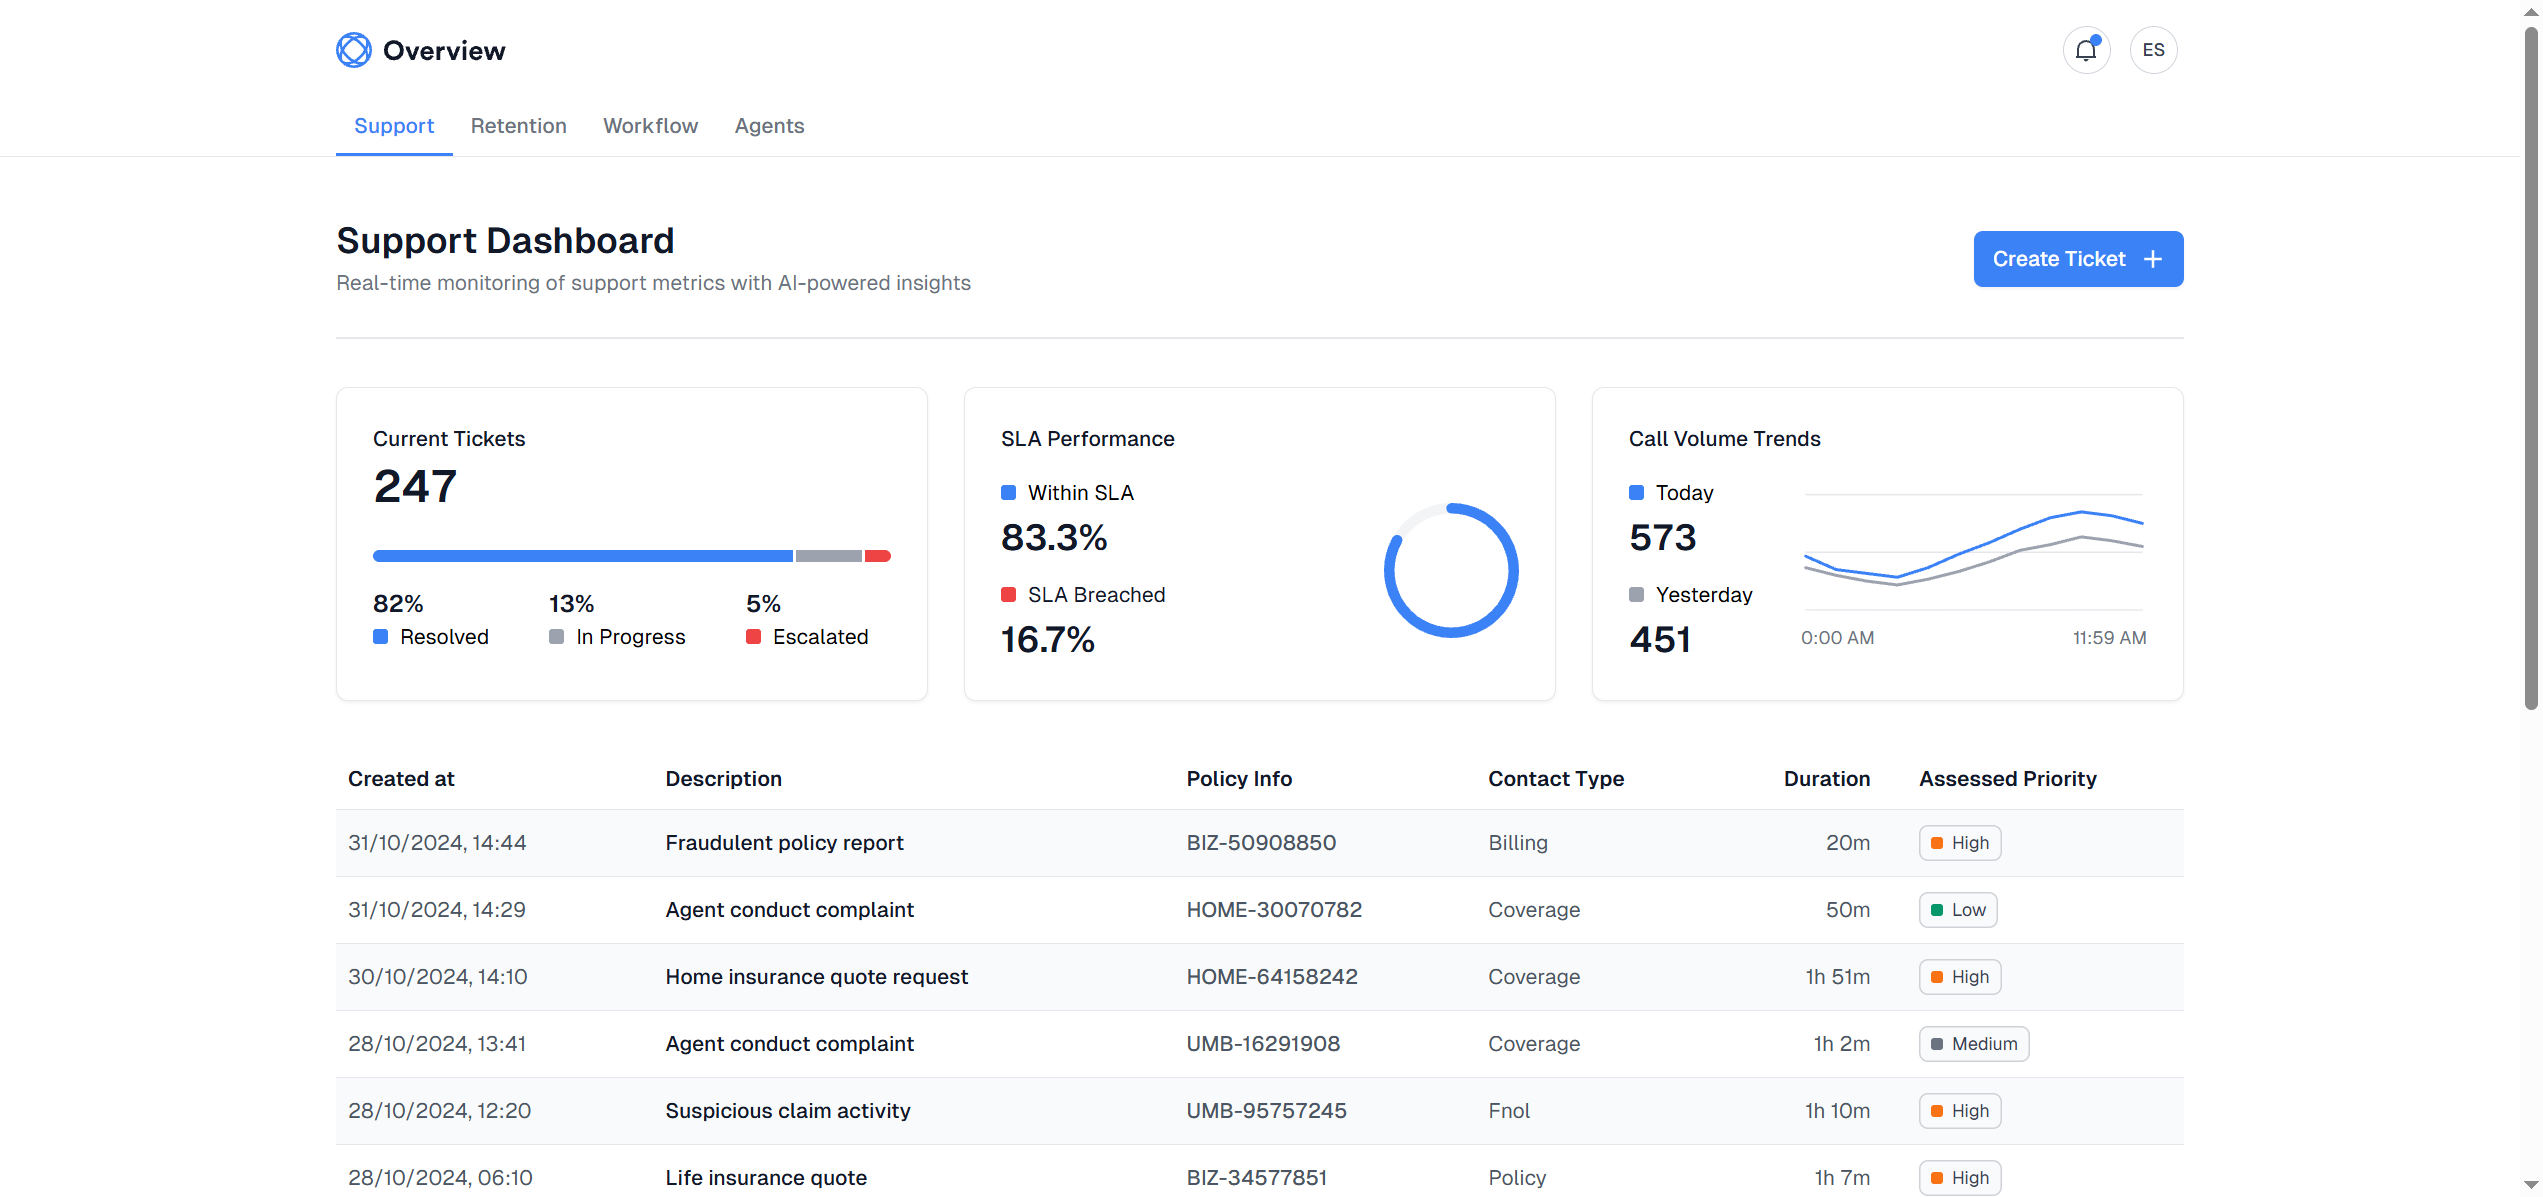 Overview
ES
Support Retention Workflow Agents
Support Dashboard
Real-time monitoring of support metrics with AI-powered insights
Create Ticket +
Current Tickets
247
82% 13% 5%
Resolved In Progress Escalated
SLA Performance
Within SLA
83.3%
SLA Breached
16.7%
Call Volume Trends
Today
573
Yesterday
451
0:00 AM 11:59 AM
Created at Description Policy Info Contact Type Duration Assessed Priority
31/10/2024, 14:44 Fraudulent policy report BIZ-50908850 Billing 20m High
31/10/2024, 14:29 Agent conduct complaint HOME-30070782 Coverage 50m Low
30/10/2024, 14:10 Home insurance quote request HOME-64158242 Coverage 1h 51m High
28/10/2024, 13:41 Agent conduct complaint UMB-16291908 Coverage 1h 2m Medium
28/10/2024, 12:20 Suspicious claim activity UMB-95757245 Fnol 1h 10m High
28/10/2024, 06:10 Life insurance quote BIZ-34577851 Policy 1h 7m High